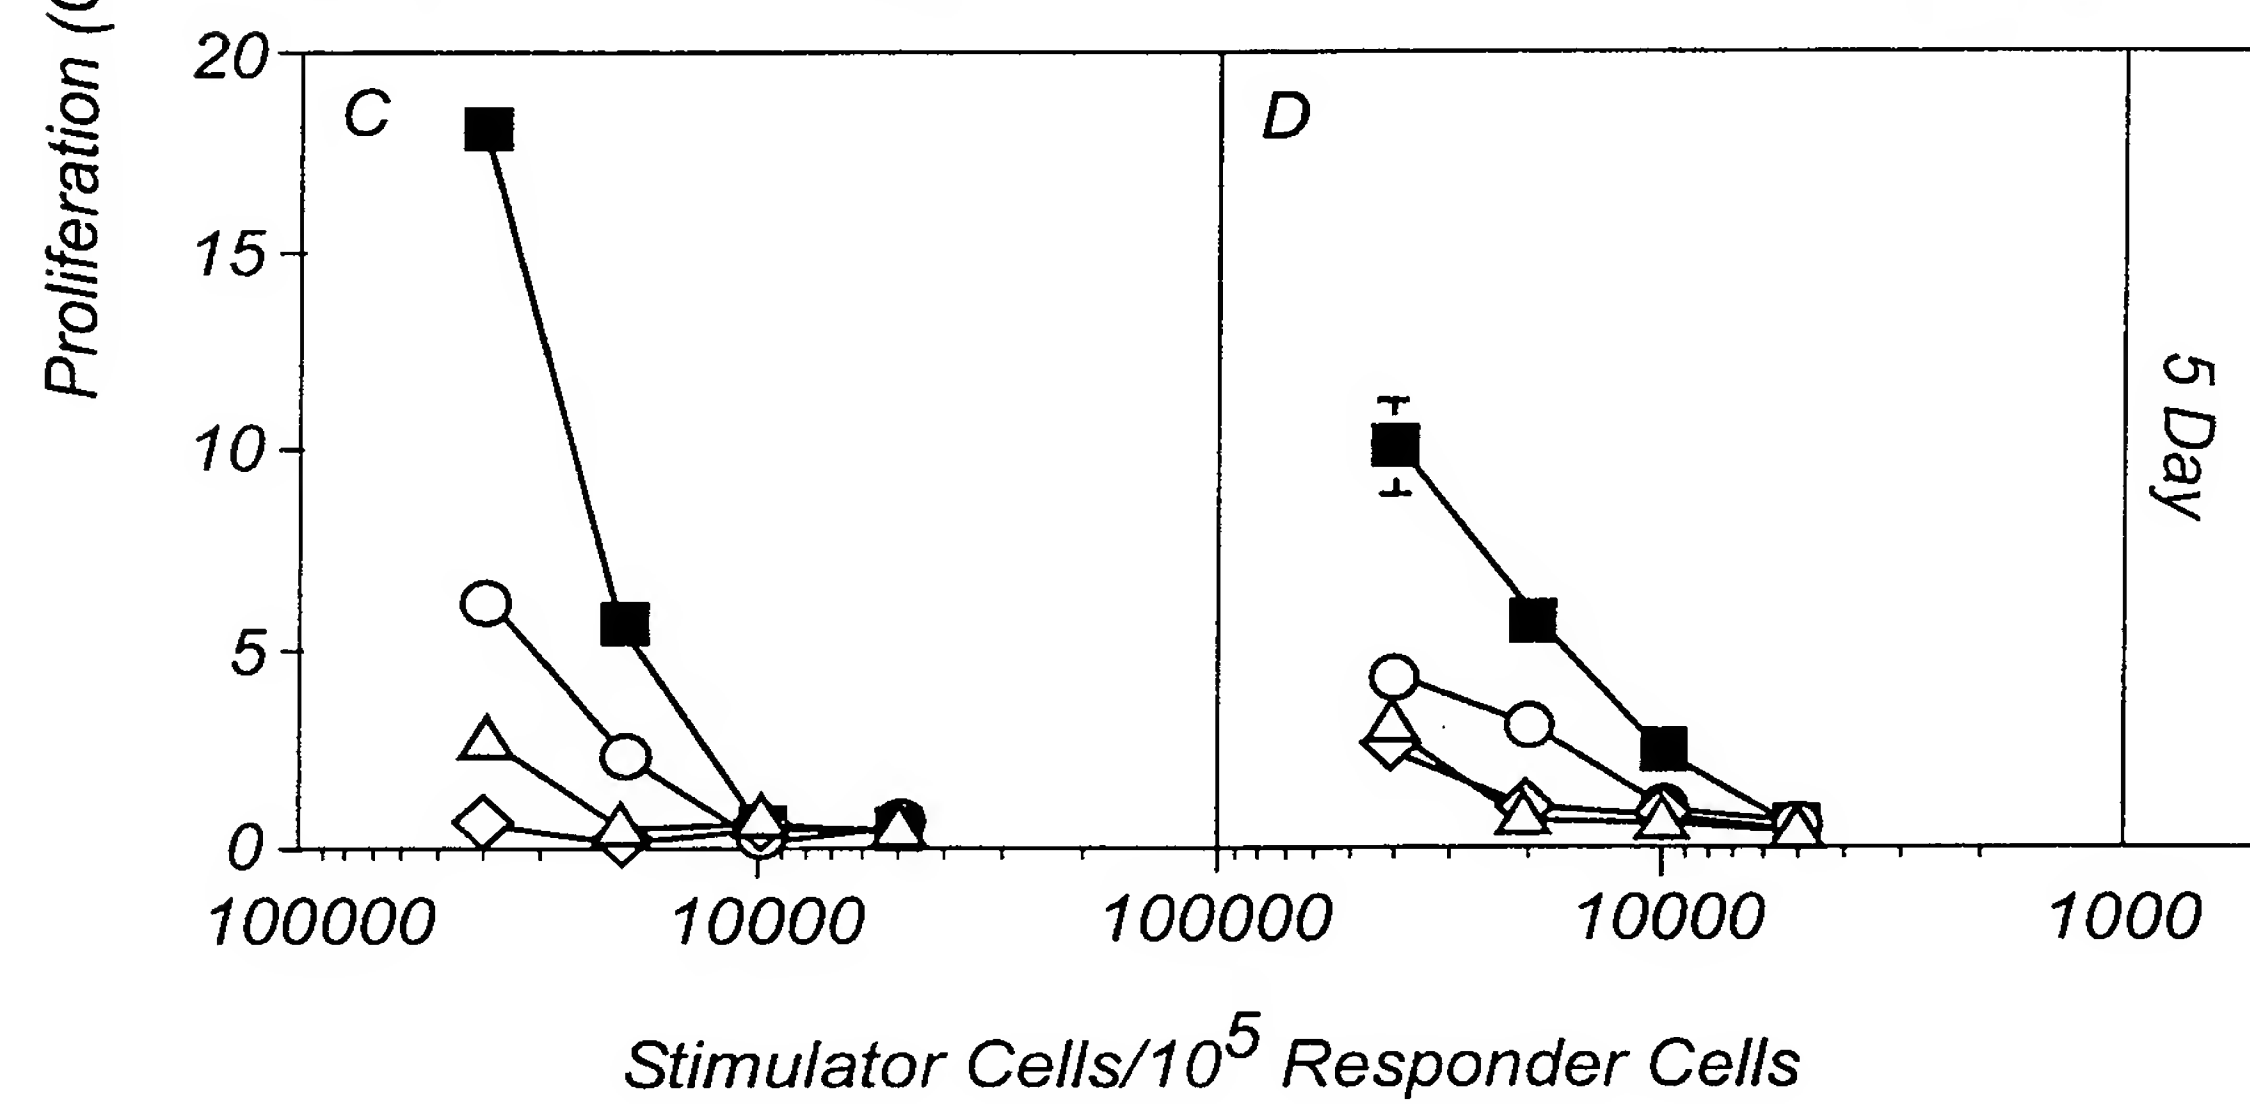 Proliferation (
20
15
10
5
0
C
D
5 Day
100000
10000
100000
10000
1000
Stimulator Cells/10⁵ Responder Cells